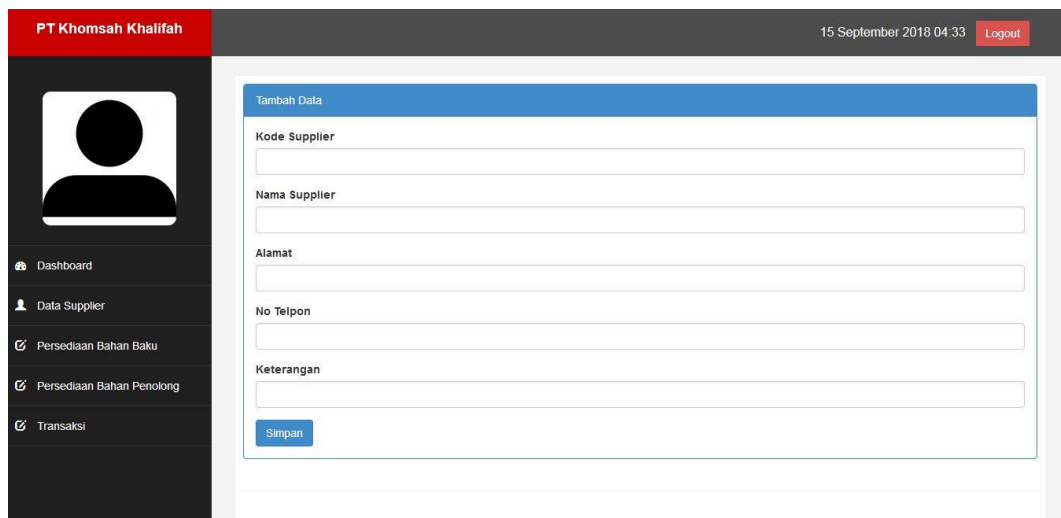 PT Khomsah Khalifah
15 September 2018 04:33 Logout
Dashboard
Data Supplier
Persediaan Bahan Baku
Persediaan Bahan Penolong
Transaksi
Tambah Data
Kode Supplier
Nama Supplier
Alamat
No Telpon
Keterangan
Simpan